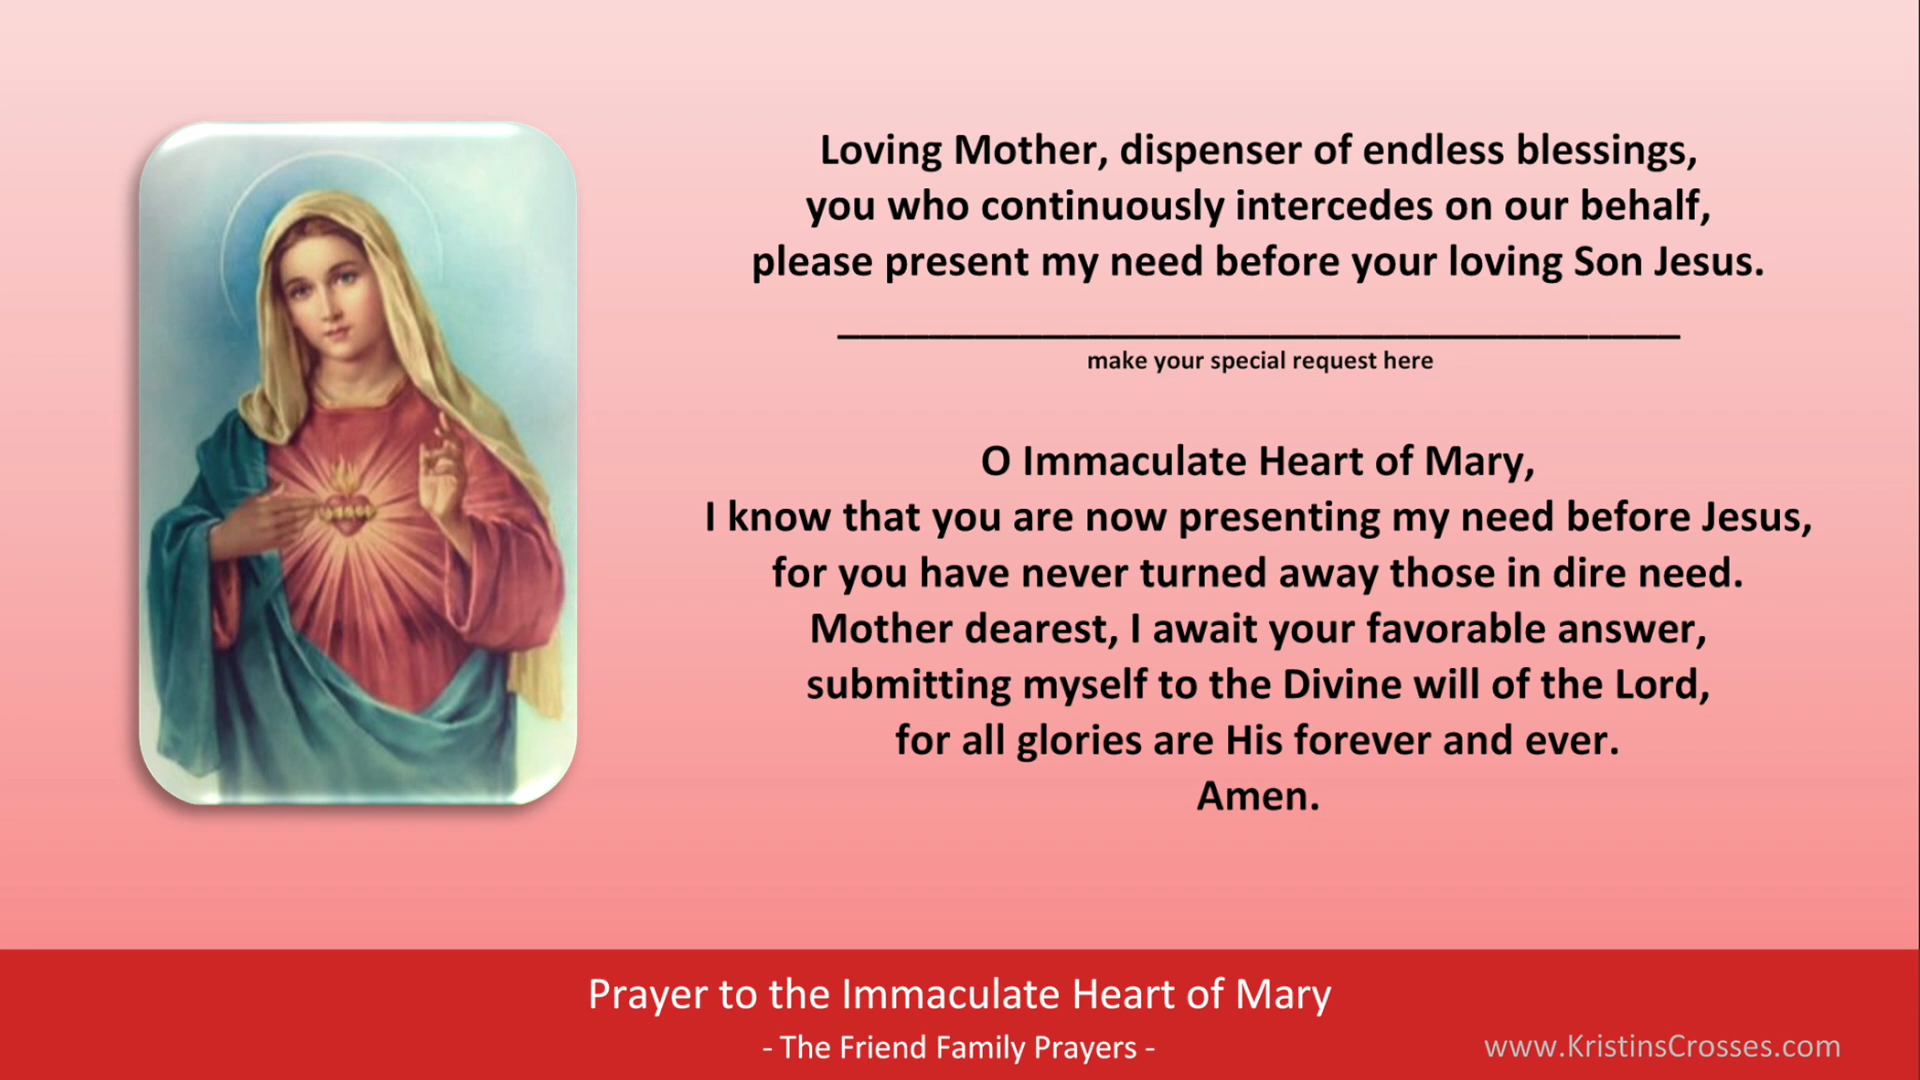 Loving Mother, dispenser of endless blessings,
you who continuously intercedes on our behalf,
please present my need before your loving Son Jesus.
_____________________________________
make your special request here
O Immaculate Heart of Mary,
I know that you are now presenting my need before Jesus,
for you have never turned away those in dire need.
Mother dearest, I await your favorable answer,
submitting myself to the Divine will of the Lord,
for all glories are His forever and ever.
Amen.
Prayer to the Immaculate Heart of Mary
- The Friend Family Prayers -
www.KristinsCrosses.com